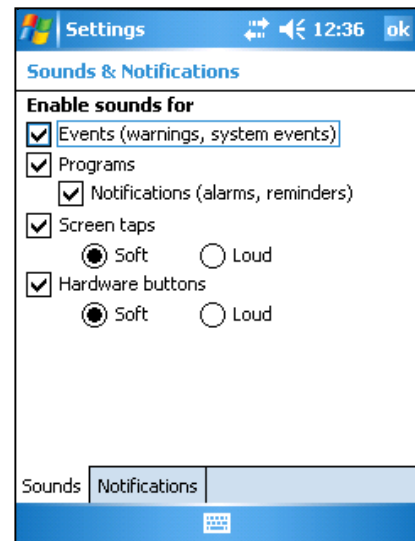 Settings 12:36 ok
Sounds & Notifications
Enable sounds for
Events (warnings, system events)
Programs
Notifications (alarms, reminders)
Screen taps
Soft Loud
Hardware buttons
Soft Loud
Sounds Notifications